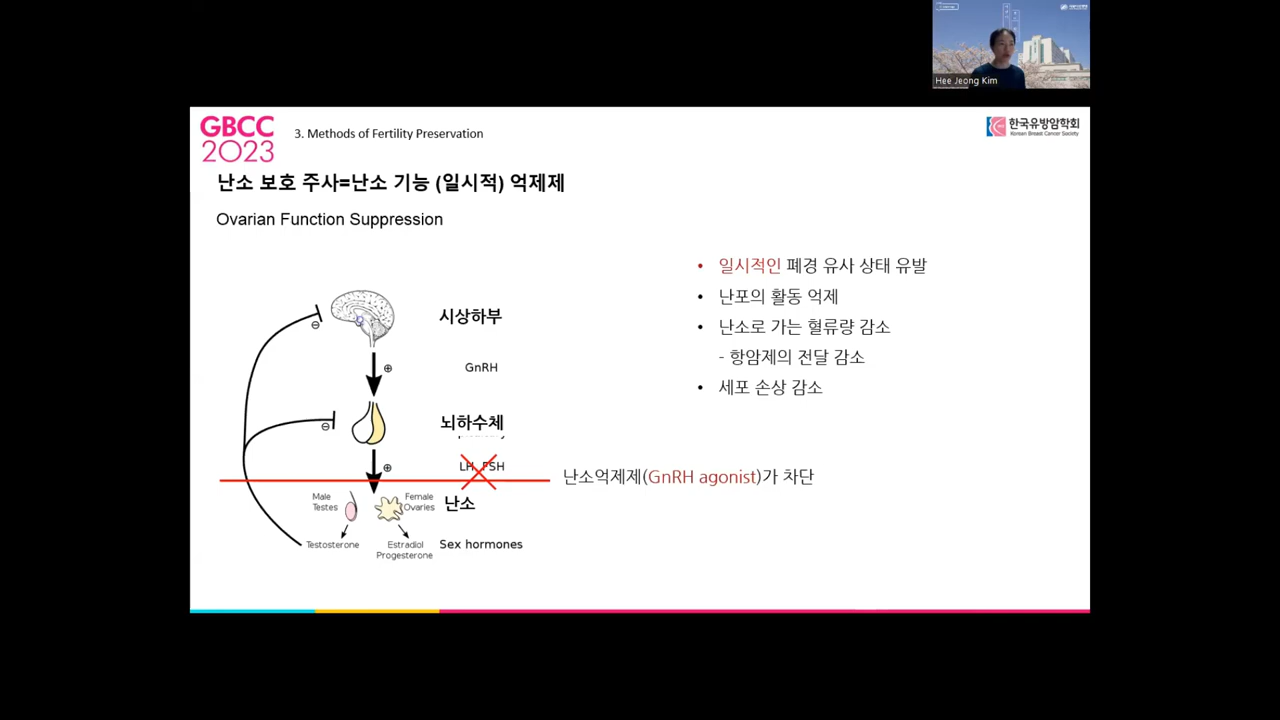 Hee Jeong Kim
GBCC
2023
3. Methods of Fertility Preservation
한국유방암학회
Korean Breast Cancer Society
난소 보호 주사=난소 기능 (일시적) 억제제
Ovarian Function Suppression
시상하부
⊖
GnRH
⊕
뇌하수체
⊖
LH, FSH
⊕
난소억제제(GnRH agonist)가 차단
Male
Testes
Female
Ovaries
난소
Testosterone
Estradiol
Progesterone
Sex hormones
• 일시적인 폐경 유사 상태 유발
• 난포의 활동 억제
• 난소로 가는 혈류량 감소
- 항암제의 전달 감소
• 세포 손상 감소